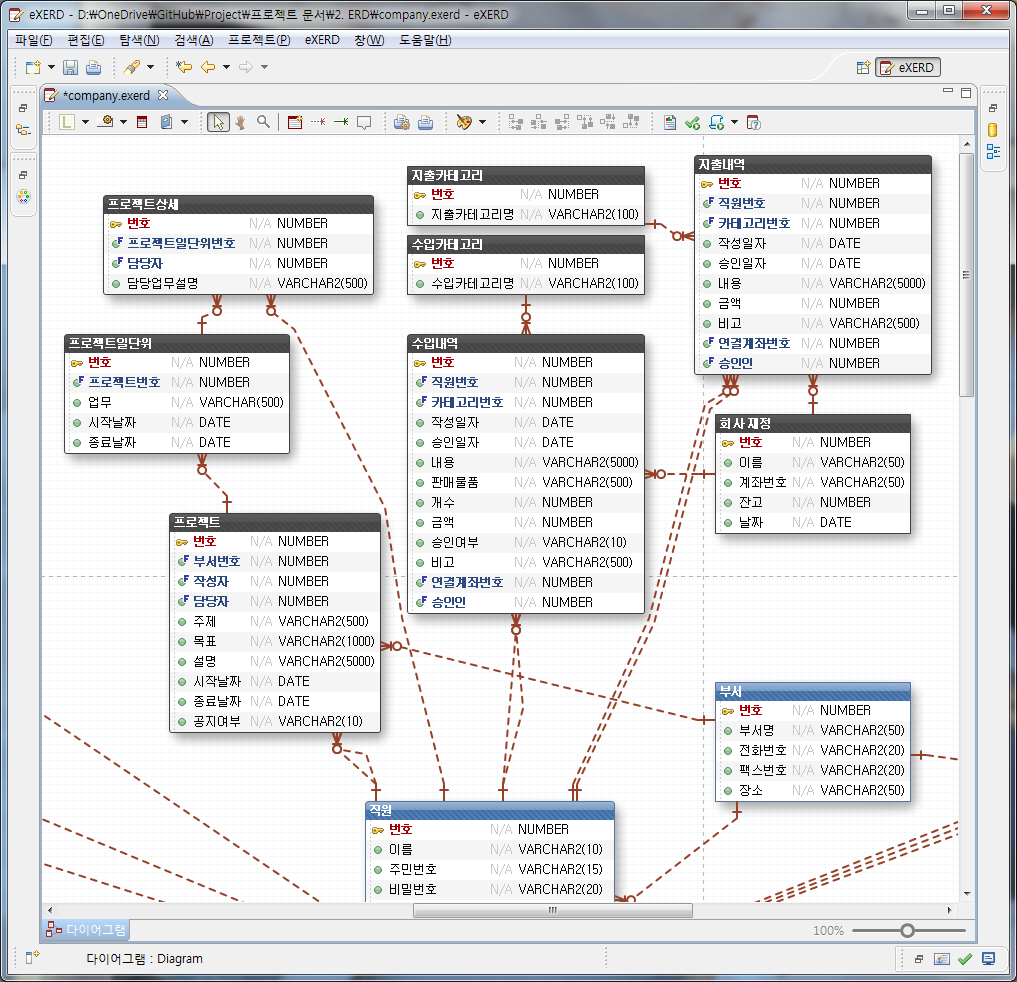 eXERD - D:₩OneDrive₩GitHub₩Project₩프로젝트 문서₩2. ERD₩company.exerd - eXERD
파일(F) 편집(E) 탐색(N) 검색(A) 프로젝트(P) eXERD 창(W) 도움말(H)
eXERD
*company.exerd
프로젝트상세
번호 N/A NUMBER
프로젝트일단위번호 N/A NUMBER
담당자 N/A NUMBER
담당업무설명 N/A VARCHAR2(500)
지출카테고리
번호 N/A NUMBER
지출카테고리명 N/A VARCHAR2(100)
수입카테고리
번호 N/A NUMBER
수입카테고리명 N/A VARCHAR2(100)
지출내역
번호 N/A NUMBER
직원번호 N/A NUMBER
카테고리번호 N/A NUMBER
작성일자 N/A DATE
승인일자 N/A DATE
내용 N/A VARCHAR2(5000)
금액 N/A NUMBER
비고 N/A VARCHAR2(500)
연결계좌번호 N/A NUMBER
승인인 N/A NUMBER
프로젝트일단위
번호 N/A NUMBER
프로젝트번호 N/A NUMBER
업무 N/A VARCHAR(500)
시작날짜 N/A DATE
종료날짜 N/A DATE
수입내역
번호 N/A NUMBER
직원번호 N/A NUMBER
카테고리번호 N/A NUMBER
작성일자 N/A DATE
승인일자 N/A DATE
내용 N/A VARCHAR2(5000)
판매물품 N/A VARCHAR2(500)
개수 N/A NUMBER
금액 N/A NUMBER
승인여부 N/A VARCHAR2(10)
비고 N/A VARCHAR2(500)
연결계좌번호 N/A NUMBER
승인인 N/A NUMBER
회사 재정
번호 N/A NUMBER
이름 N/A VARCHAR2(50)
계좌번호 N/A VARCHAR2(50)
잔고 N/A NUMBER
날짜 N/A DATE
프로젝트
번호 N/A NUMBER
부서번호 N/A NUMBER
작성자 N/A NUMBER
담당자 N/A NUMBER
주제 N/A VARCHAR2(500)
목표 N/A VARCHAR2(1000)
설명 N/A VARCHAR2(5000)
시작날짜 N/A DATE
종료날짜 N/A DATE
공지여부 N/A VARCHAR2(10)
부서
번호 N/A NUMBER
부서명 N/A VARCHAR2(50)
전화번호 N/A VARCHAR2(20)
팩스번호 N/A VARCHAR2(20)
장소 N/A VARCHAR2(50)
직원
번호 N/A NUMBER
이름 N/A VARCHAR2(10)
주민번호 N/A VARCHAR2(15)
비밀번호 N/A VARCHAR2(20)
다이어그램
100%
다이어그램 : Diagram